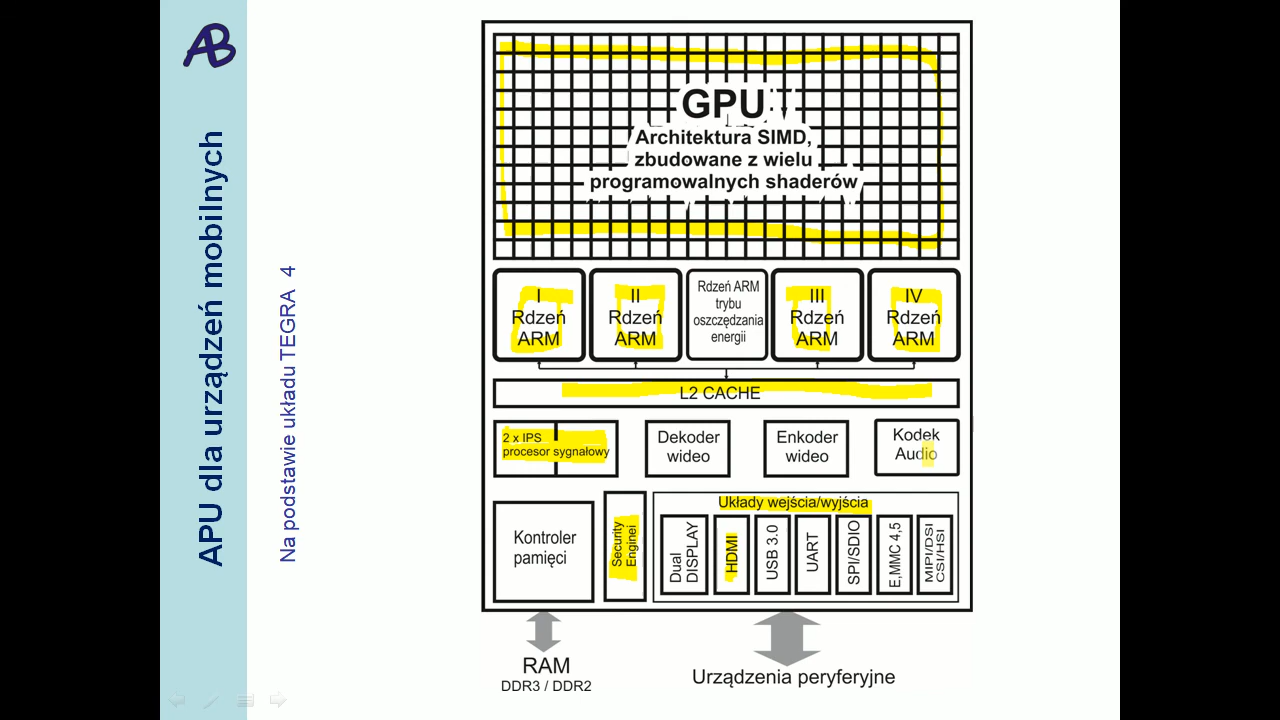 AB
APU dla urządzeń mobilnych
Na podstawie układu TEGRA 4
GPU
Architektura SIMD,
zbudowane z wielu
programowalnych shaderów
I
Rdzeń
ARM
II
Rdzeń
ARM
Rdzeń ARM
trybu
oszczędzania
energii
III
Rdzeń
ARM
IV
Rdzeń
ARM
L2 CACHE
2 x IPS
procesor sygnałowy
Dekoder
wideo
Enkoder
wideo
Kodek
Audio
Kontroler
pamięci
Security
Enginei
Układy wejścia/wyjścia
Dual
DISPLAY
HDMI
USB 3.0
UART
SPI/SDIO
E,MMC 4,5
MIPI/DSI
CSI/HSI
RAM
DDR3 / DDR2
Urządzenia peryferyjne